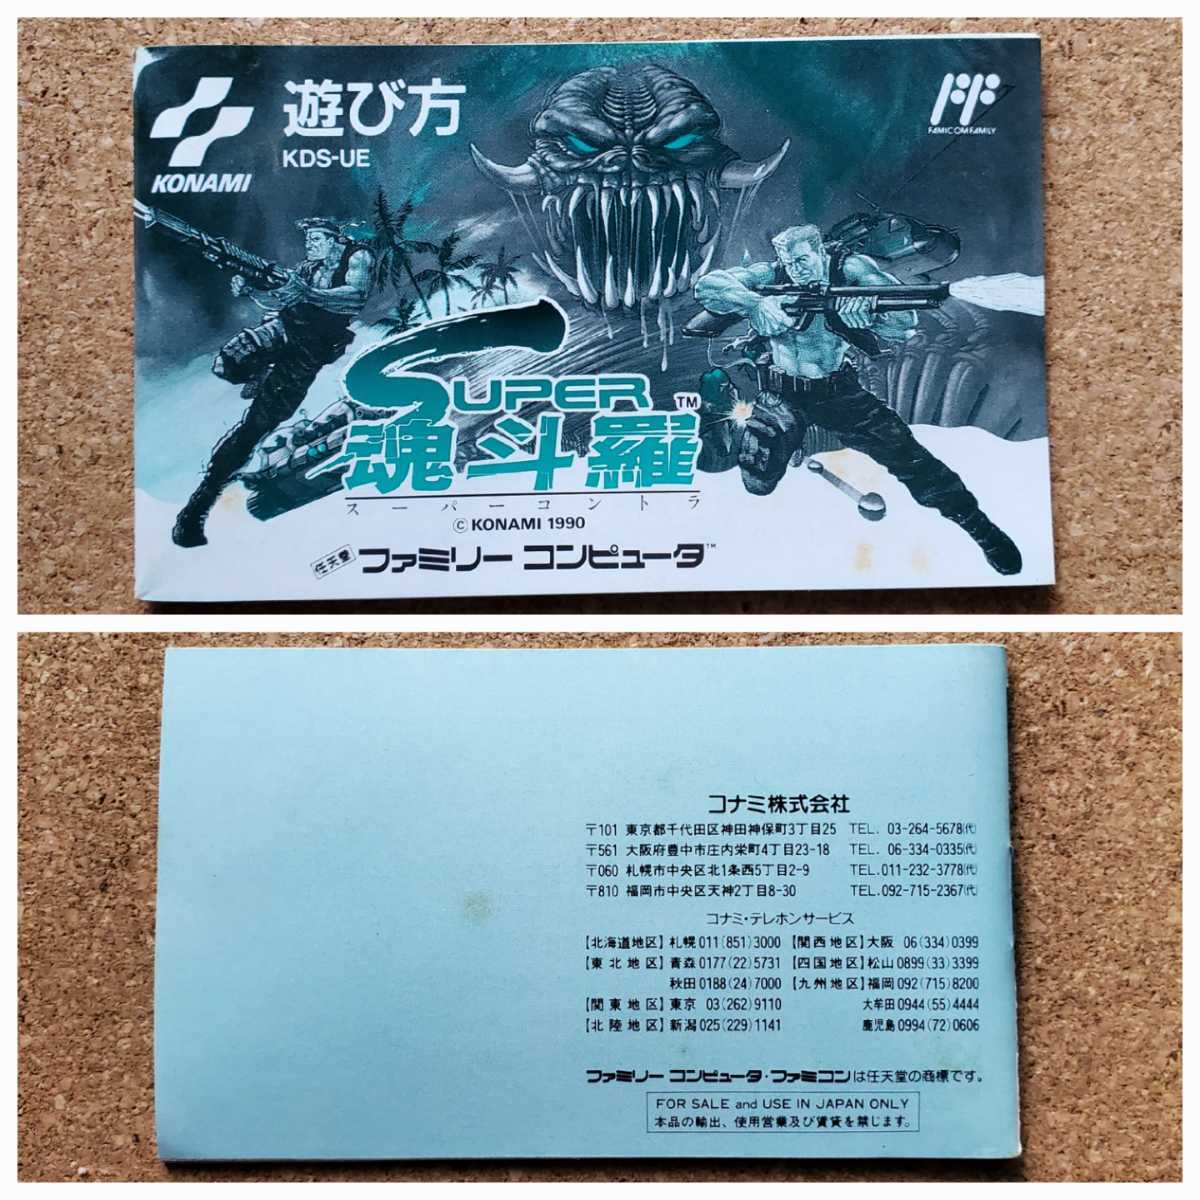 KONAMI
遊び方
KDS-UE
FF
FAMICOM FAMILY
SUPER
魂斗羅™
スーパーコントラ
© KONAMI 1990
任天堂 ファミリー コンピュータ™
コナミ株式会社
〒101 東京都千代田区神田神保町3丁目25 TEL. 03-264-5678(代)
〒561 大阪府豊中市庄内栄町4丁目23-18 TEL. 06-334-0335(代)
〒060 札幌市中央区北1条西5丁目2-9 TEL.011-232-3778(代)
〒810 福岡市中央区天神2丁目8-30 TEL.092-715-2367(代)
コナミ・テレホンサービス
【北海道地区】札幌 011(851)3000 【関西地区】大阪 06(334)0399
【東北地区】青森 0177(22)5731 【四国地区】松山 0899(33)3399
秋田 0188(24)7000 【九州地区】福岡 092(715)8200
【関東地区】東京 03(262)9110 大牟田 0944(55)4444
【北陸地区】新潟 025(229)1141 鹿児島 0994(72)0606
ファミリー コンピュータ・ファミコンは任天堂の商標です。
FOR SALE and USE IN JAPAN ONLY
本品の輸出、使用営業及び賃貸を禁じます。